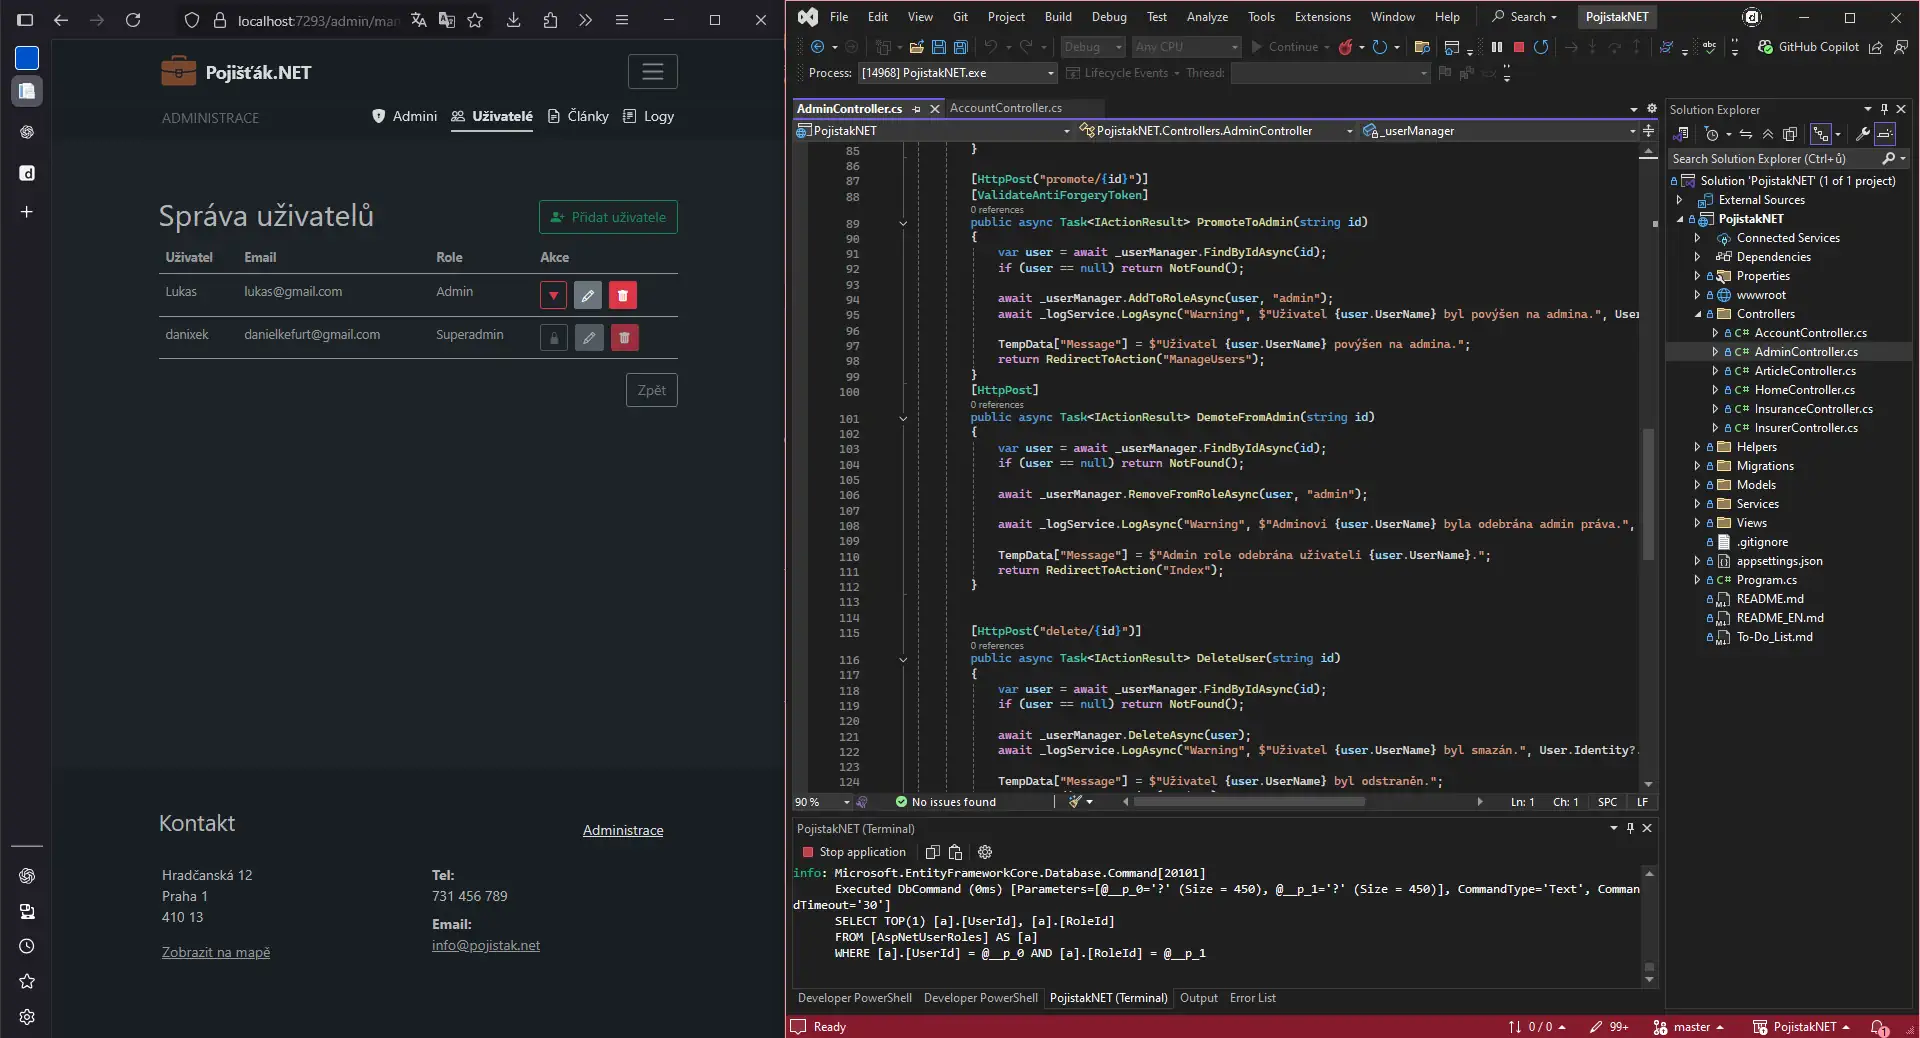 localhost:7293/admin/man
Pojišťák.NET
ADMINISTRACE
Admini
Uživatelé
Články
Logy
Správa uživatelů
Přidat uživatele
Uživatel Email Role Akce
Lukas lukas@gmail.com Admin
danixek danielkefurt@gmail.com Superadmin
Zpět
Kontakt
Administrace
Hradčanská 12
Praha 1
410 13
Zobrazit na mapě
Tel:
731 456 789
Email:
info@pojistak.net
File Edit View Git Project Build Debug Test Analyze Tools Extensions Window Help Search PojistakNET
Debug Any CPU Continue GitHub Copilot
Process: [14968] PojistakNET.exe Lifecycle Events Thread:
AdminController.cs AccountController.cs
PojistakNET PojistakNET.Controllers.AdminController _userManager
85 }
86
87 [HttpPost("promote/{id}")]
88 [ValidateAntiForgeryToken]
0 references
89 public async Task<IActionResult> PromoteToAdmin(string id)
90 {
91 var user = await _userManager.FindByIdAsync(id);
92 if (user == null) return NotFound();
93
94 await _userManager.AddToRoleAsync(user, "admin");
95 await _logService.LogAsync("Warning", $"Uživatel {user.UserName} byl povýšen na admina.", User
96
97 TempData["Message"] = $"Uživatel {user.UserName} povýšen na admina.";
98 return RedirectToAction("ManageUsers");
99 }
100 [HttpPost]
0 references
101 public async Task<IActionResult> DemoteFromAdmin(string id)
102 {
103 var user = await _userManager.FindByIdAsync(id);
104 if (user == null) return NotFound();
105
106 await _userManager.RemoveFromRoleAsync(user, "admin");
107
108 await _logService.LogAsync("Warning", $"Adminovi {user.UserName} byla odebrána admin práva.",
109
110 TempData["Message"] = $"Admin role odebrána uživateli {user.UserName}.";
111 return RedirectToAction("Index");
112 }
113
114
115 [HttpPost("delete/{id}")]
0 references
116 public async Task<IActionResult> DeleteUser(string id)
117 {
118 var user = await _userManager.FindByIdAsync(id);
119 if (user == null) return NotFound();
120
121 await _userManager.DeleteAsync(user);
122 await _logService.LogAsync("Warning", $"Uživatel {user.UserName} byl smazán.", User.Identity?.
123
124 TempData["Message"] = $"Uživatel {user.UserName} byl odstraněn.";
90 % No issues found Ln: 1 Ch: 1 SPC LF
PojistakNET (Terminal)
Stop application
info: Microsoft.EntityFrameworkCore.Database.Command[20101]
Executed DbCommand (0ms) [Parameters=[@__p_0='?' (Size = 450), @__p_1='?' (Size = 450)], CommandType='Text', Comman
dTimeout='30']
SELECT TOP(1) [a].[UserId], [a].[RoleId]
FROM [AspNetUserRoles] AS [a]
WHERE [a].[UserId] = @__p_0 AND [a].[RoleId] = @__p_1
Developer PowerShell Developer PowerShell PojistakNET (Terminal) Output Error List
Solution Explorer
Search Solution Explorer (Ctrl+ů)
Solution 'PojistakNET' (1 of 1 project)
External Sources
PojistakNET
Connected Services
Dependencies
Properties
wwwroot
Controllers
C# AccountController.cs
C# AdminController.cs
C# ArticleController.cs
C# HomeController.cs
C# InsuranceController.cs
C# InsurerController.cs
Helpers
Migrations
Models
Services
Views
.gitignore
appsettings.json
C# Program.cs
README.md
README_EN.md
To-Do_List.md
Ready 0 / 0 99+ master PojistakNET 1